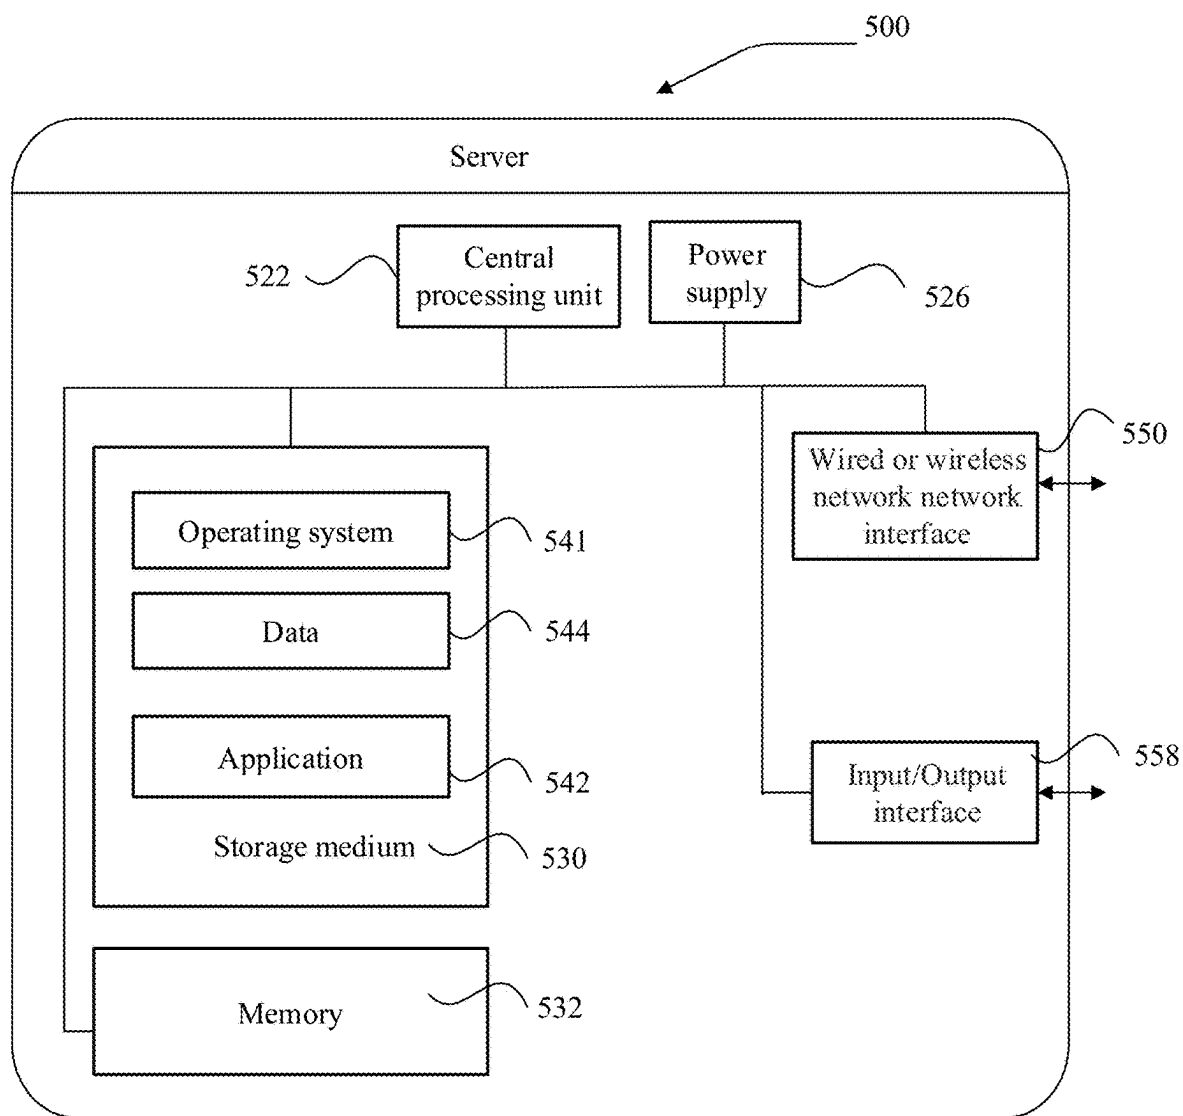 500
Server
Central
processing unit
522
Power
supply
526
Wired or wireless
network network
interface
550
Operating system
541
Data
544
Application
542
Storage medium
530
Input/Output
interface
558
Memory
532